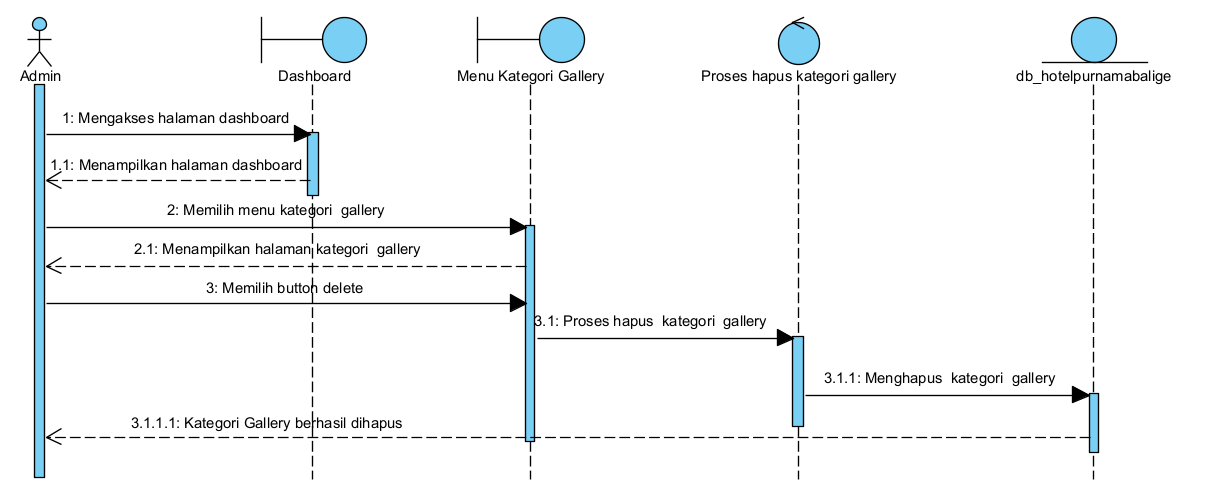 Admin
Dashboard
Menu Kategori Gallery
Proses hapus kategori gallery
db_hotelpurnamabalige
1: Mengakses halaman dashboard
1.1: Menampilkan halaman dashboard
2: Memilih menu kategori  gallery
2.1: Menampilkan halaman kategori  gallery
3: Memilih button delete
3.1: Proses hapus  kategori  gallery
3.1.1: Menghapus  kategori  gallery
3.1.1.1: Kategori Gallery berhasil dihapus